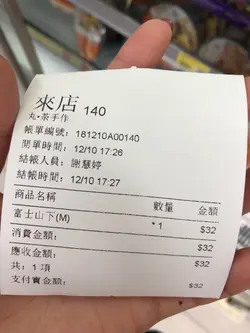 來店 140
丸•茶手作
帳單編號: 181210A00140
開單時間: 12/10 17:26
結帳人員: 謝慧婷
結帳時間: 12/10 17:27
商品名稱 數量 金額
富士山下(M) *1 $32
消費金額: $32
應收金額: $32
共: 1 項
支付賣金額: $32